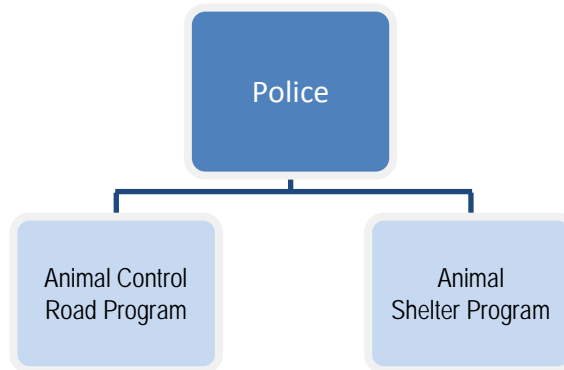 Police
Animal Control
Road Program
Animal
Shelter Program